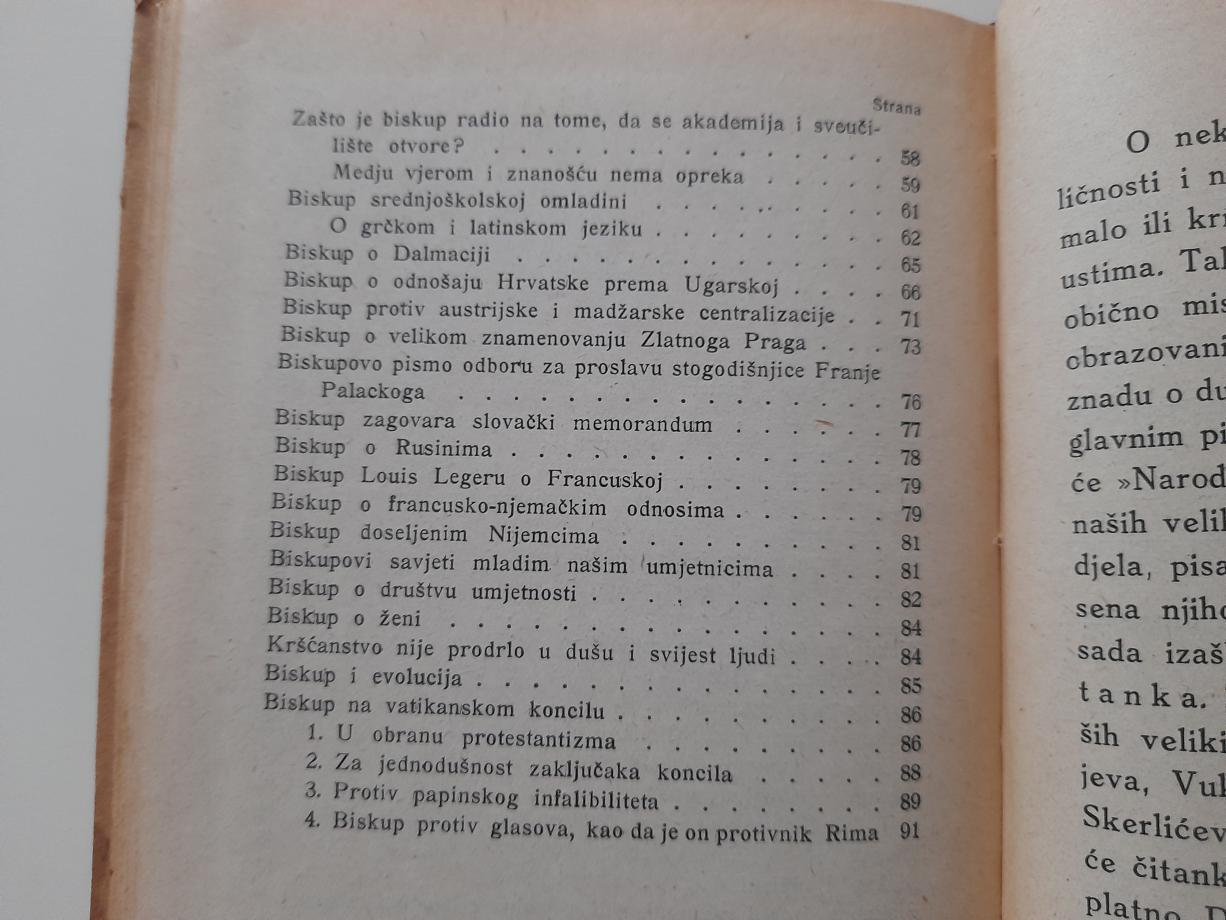 Strana
Zašto je biskup radio na tome, da se akademija i sveuči-
lište otvore? . . . . . . . . . . . . . . . 58
Medju vjerom i znanošću nema opreka . . . . . 59
Biskup srednjoškolskoj omladini . . . . . . . . . 61
O grčkom i latinskom jeziku . . . . . . . . . 62
Biskup o Dalmaciji . . . . . . . . . . . . . . 65
Biskup o odnošaju Hrvatske prema Ugarskoj . . . . 66
Biskup protiv austrijske i madžarske centralizacije . . 71
Biskup o velikom znamenovanju Zlatnoga Praga . . . 73
Biskupovo pismo odboru za proslavu stogodišnjice Franje
Palackoga . . . . . . . . . . . . . . . . 76
Biskup zagovara slovački memorandum . . . . . . 77
Biskup o Rusinima . . . . . . . . . . . . . . 78
Biskup Louis Legeru o Francuskoj . . . . . . . . 79
Biskup o francusko-njemačkim odnosima . . . . . . 79
Biskup doseljenim Nijemcima . . . . . . . . . . 81
Biskupovi savjeti mladim našim umjetnicima . . . . 81
Biskup o društvu umjetnosti . . . . . . . . . . . 82
Biskup o ženi . . . . . . . . . . . . . . . . 84
Kršćanstvo nije prodrlo u dušu i svijest ljudi . . . . 84
Biskup i evolucija . . . . . . . . . . . . . . . 85
Biskup na vatikanskom koncilu . . . . . . . . . . 86
1. U obranu protestantizma . . . . . . . . . 86
2. Za jednodušnost zaključaka koncila . . . . . 88
3. Protiv papinskog infalibiliteta . . . . . . . . 89
4. Biskup protiv glasova, kao da je on protivnik Rima 91
O nek
ličnosti i n
malo ili kri
ustima. Tal
obično mis
obrazovani
znadu o du
glavnim pi
će »Narod
naših velik
djela, pisa
sena njiho
sada izaš
tanka.
ših veliki
jeva, Vuk
Skerlićev
će čitank
platno